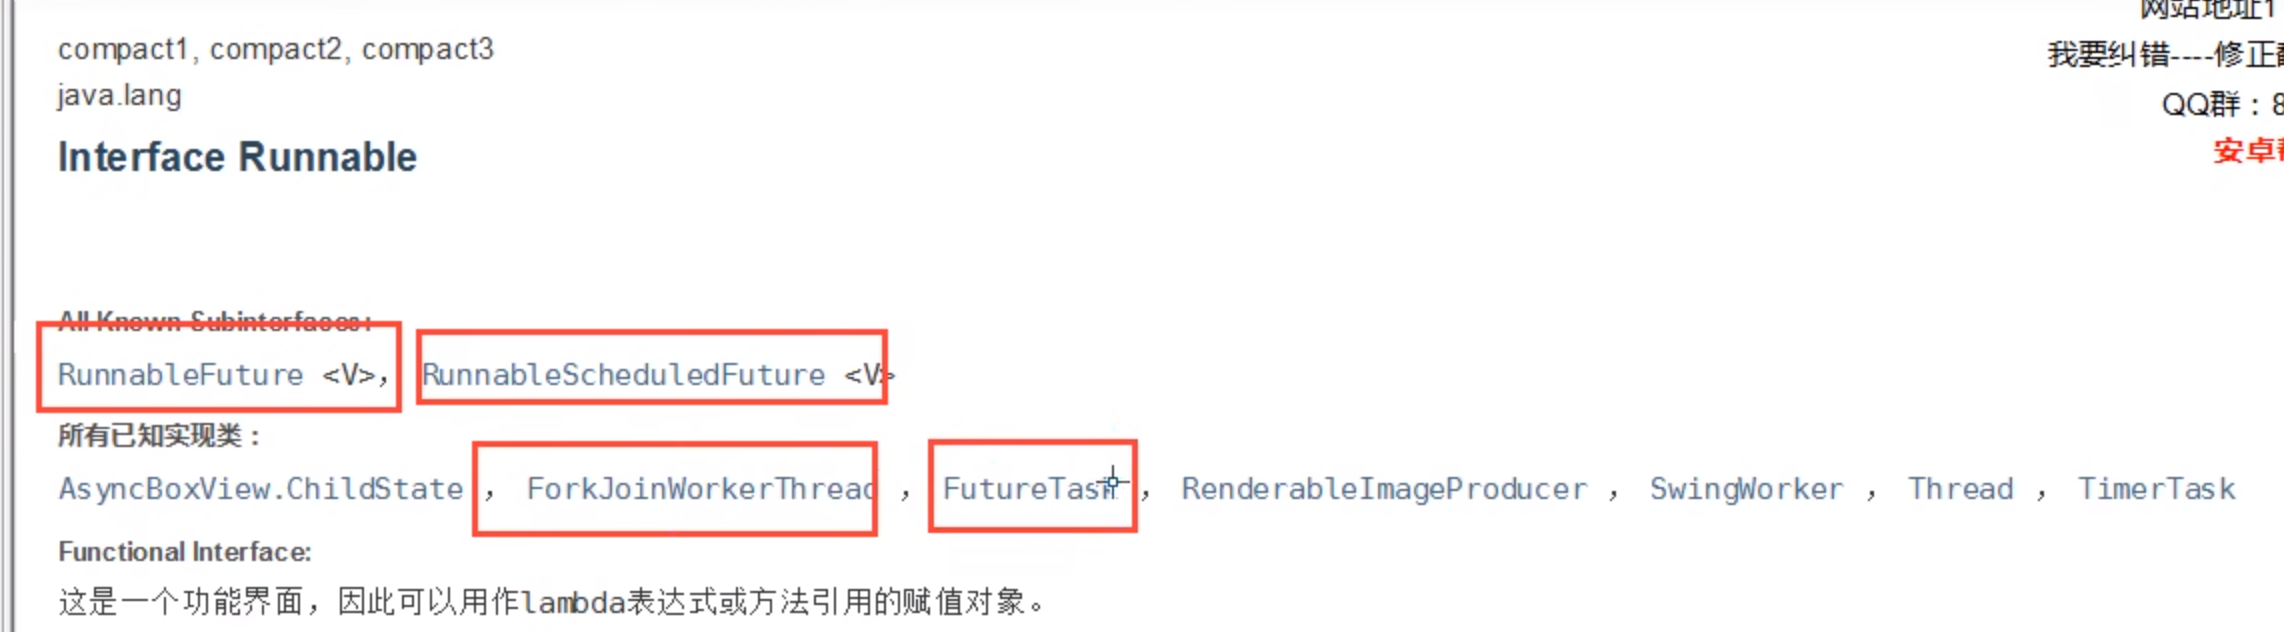 compact1, compact2, compact3
java.lang
Interface Runnable
网站地址1
我要纠错----修正
QQ群：8
安卓
All Known Subinterfaces:
RunnableFuture <V>, RunnableScheduledFuture <V>
所有已知实现类：
AsyncBoxView.ChildState , ForkJoinWorkerThread , FutureTask , RenderableImageProducer , SwingWorker , Thread , TimerTask
Functional Interface:
这是一个功能界面，因此可以用作lambda表达式或方法引用的赋值对象。